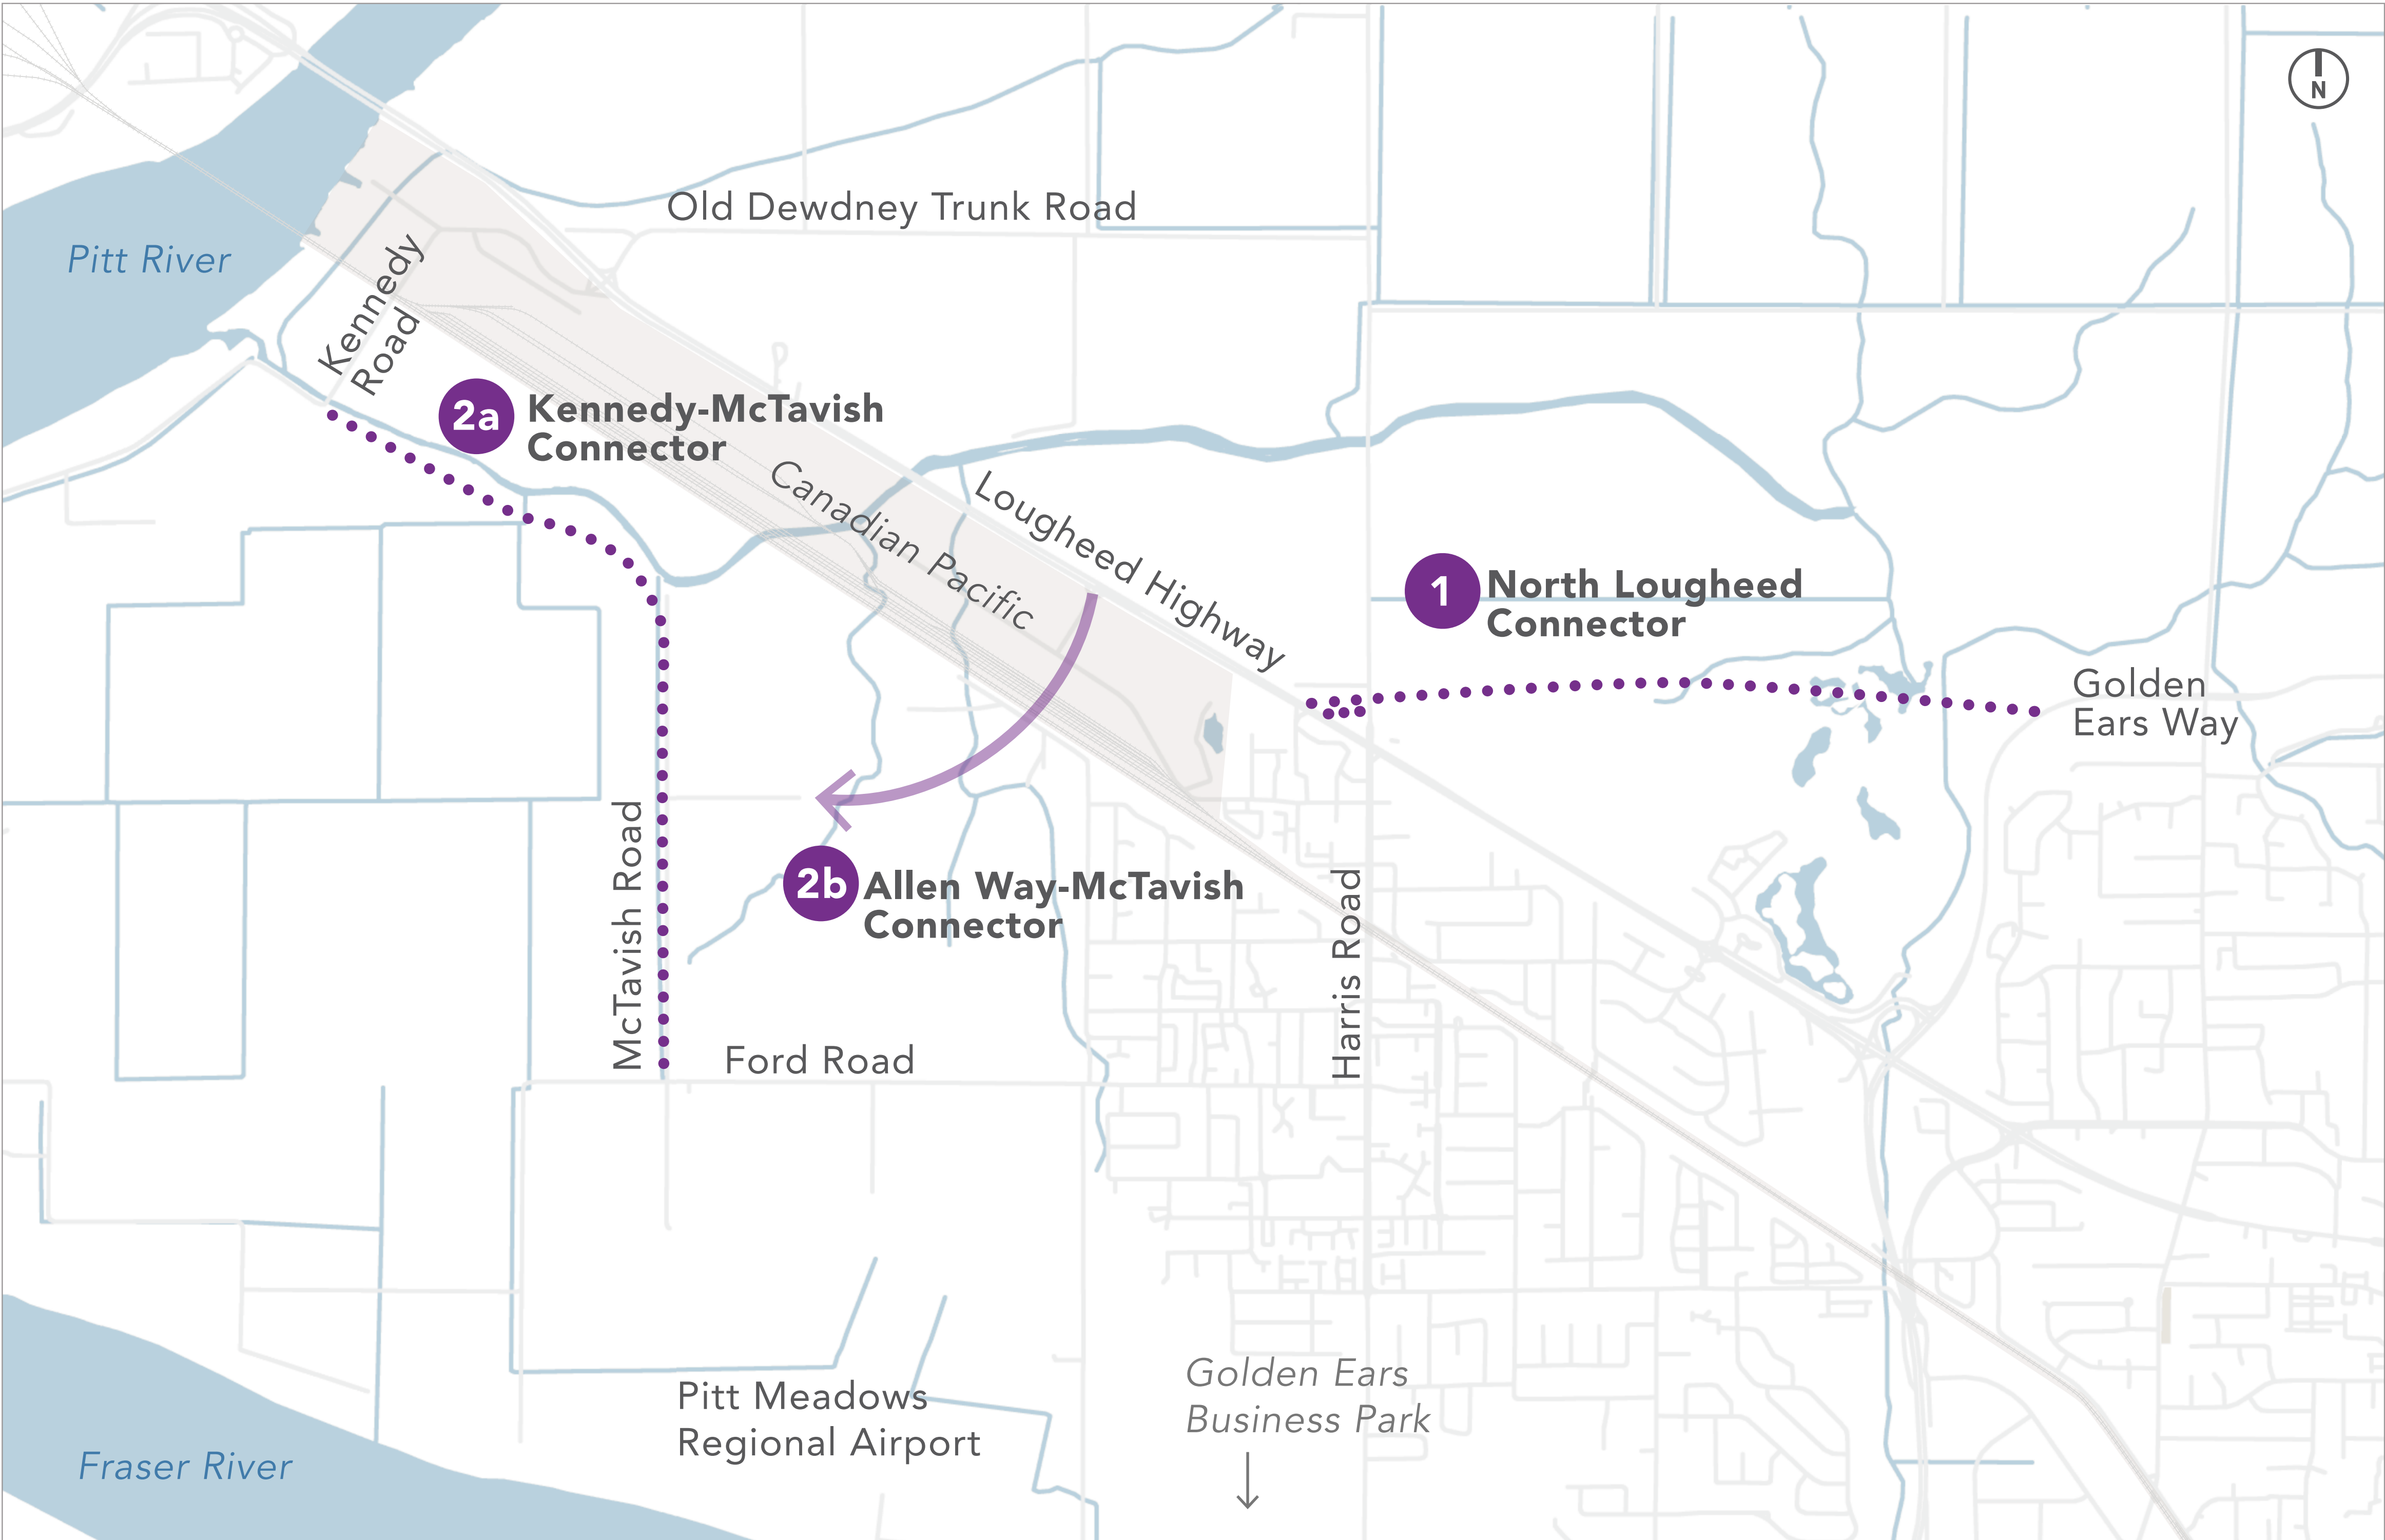 N
Old Dewdney Trunk Road
Pitt River
Kennedy
Road
2a
Kennedy-McTavish
Connector
Canadian Pacific
Lougheed Highway
1
North Lougheed
Connector
Golden
Ears Way
McTavish Road
2b
Allen Way-McTavish
Connector
Harris Road
Ford Road
Golden Ears
Business Park
Pitt Meadows
Regional Airport
Fraser River